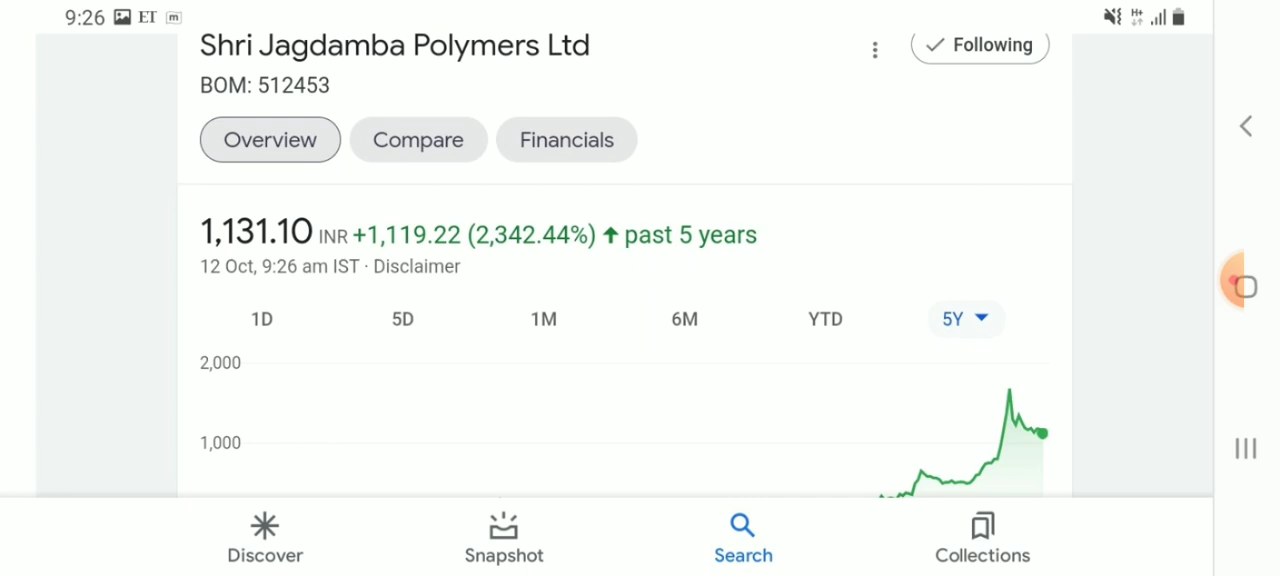 9:26 ET m H+
Shri Jagdamba Polymers Ltd
Following
BOM: 512453
Overview Compare Financials
1,131.10 INR +1,119.22 (2,342.44%) ↑ past 5 years
12 Oct, 9:26 am IST · Disclaimer
1D 5D 1M 6M YTD 5Y
2,000
1,000
Discover Snapshot Search Collections